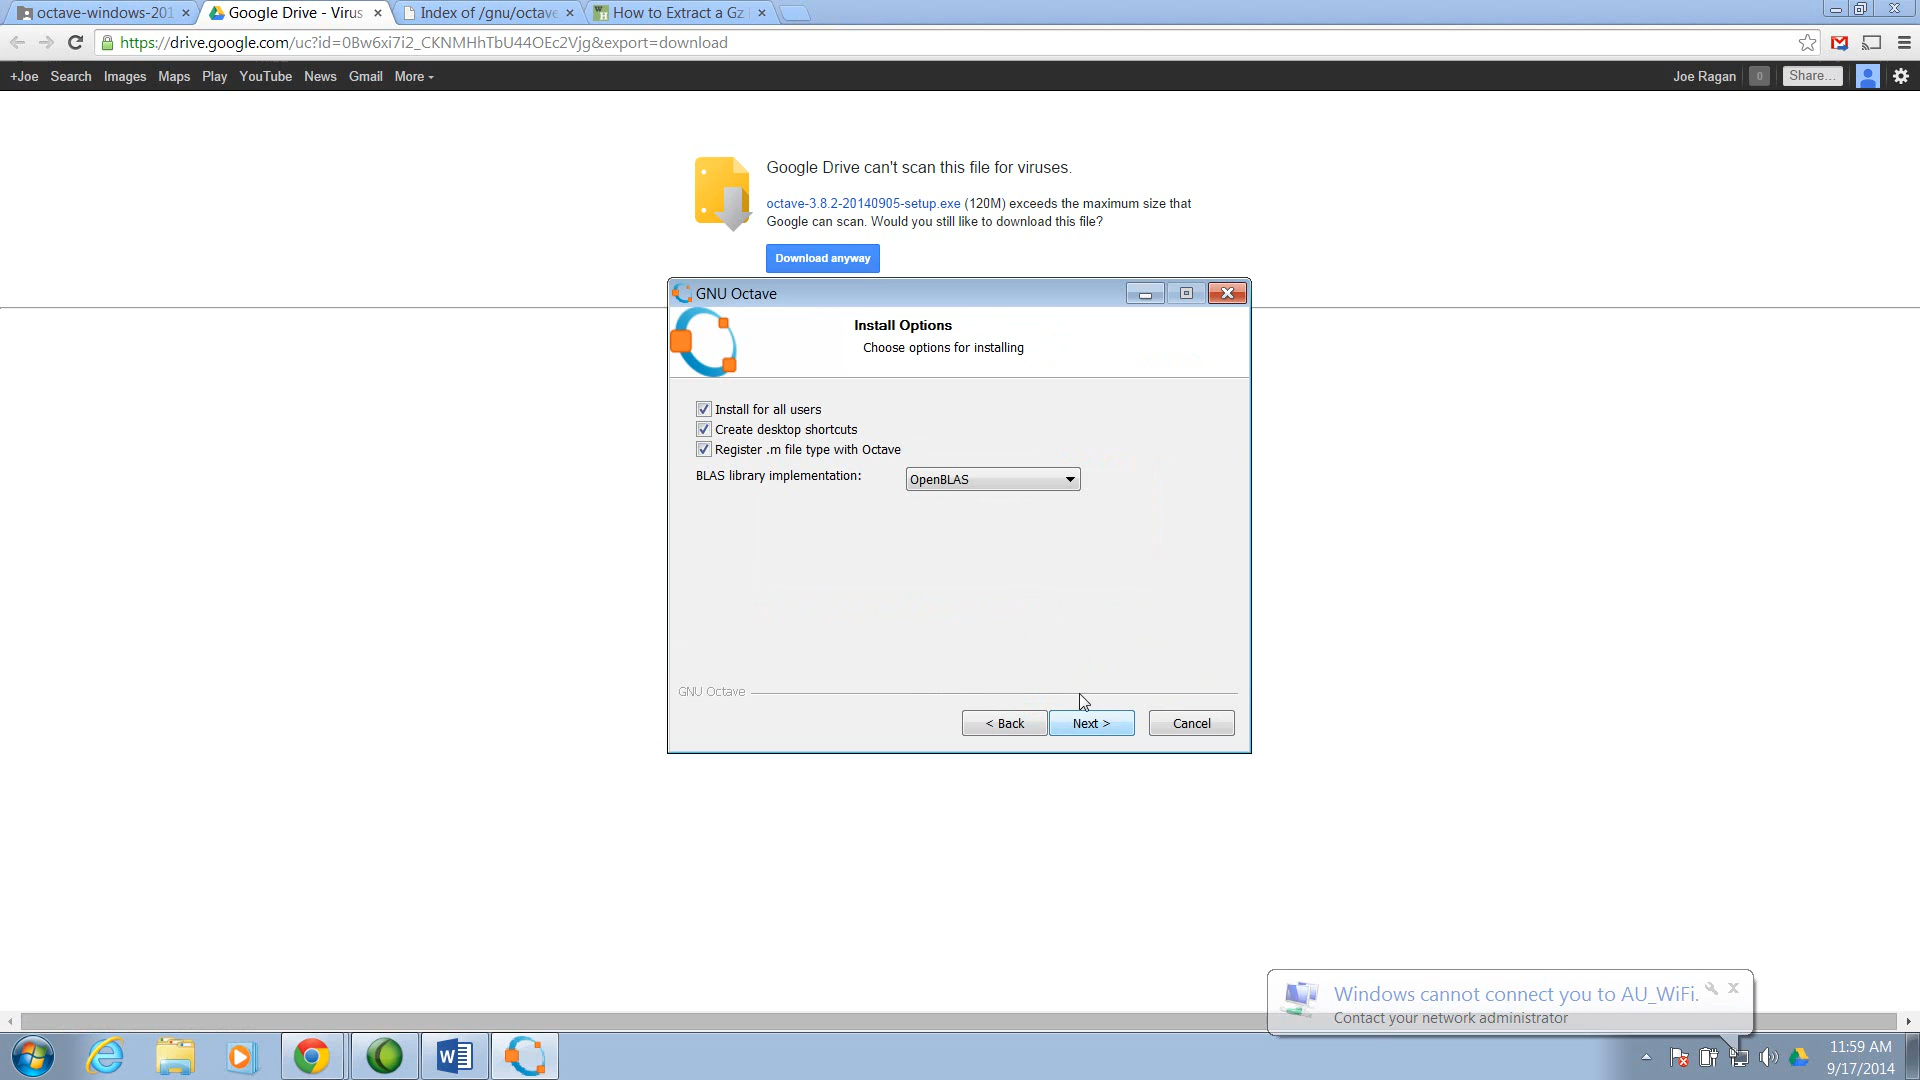 octave-windows-201
Google Drive - Virus
Index of /gnu/octave
How to Extract a Gz
https://drive.google.com/uc?id=0Bw6xi7i2_CKNMHhTbU44OEc2Vjg&export=download
+Joe Search Images Maps Play YouTube News Gmail More
Joe Ragan 0 Share...
Google Drive can't scan this file for viruses.
octave-3.8.2-20140905-setup.exe (120M) exceeds the maximum size that
Google can scan. Would you still like to download this file?
Download anyway
GNU Octave
Install Options
Choose options for installing
Install for all users
Create desktop shortcuts
Register .m file type with Octave
BLAS library implementation: OpenBLAS
GNU Octave
< Back Next > Cancel
Windows cannot connect you to AU_WiFi.
Contact your network administrator
11:59 AM
9/17/2014